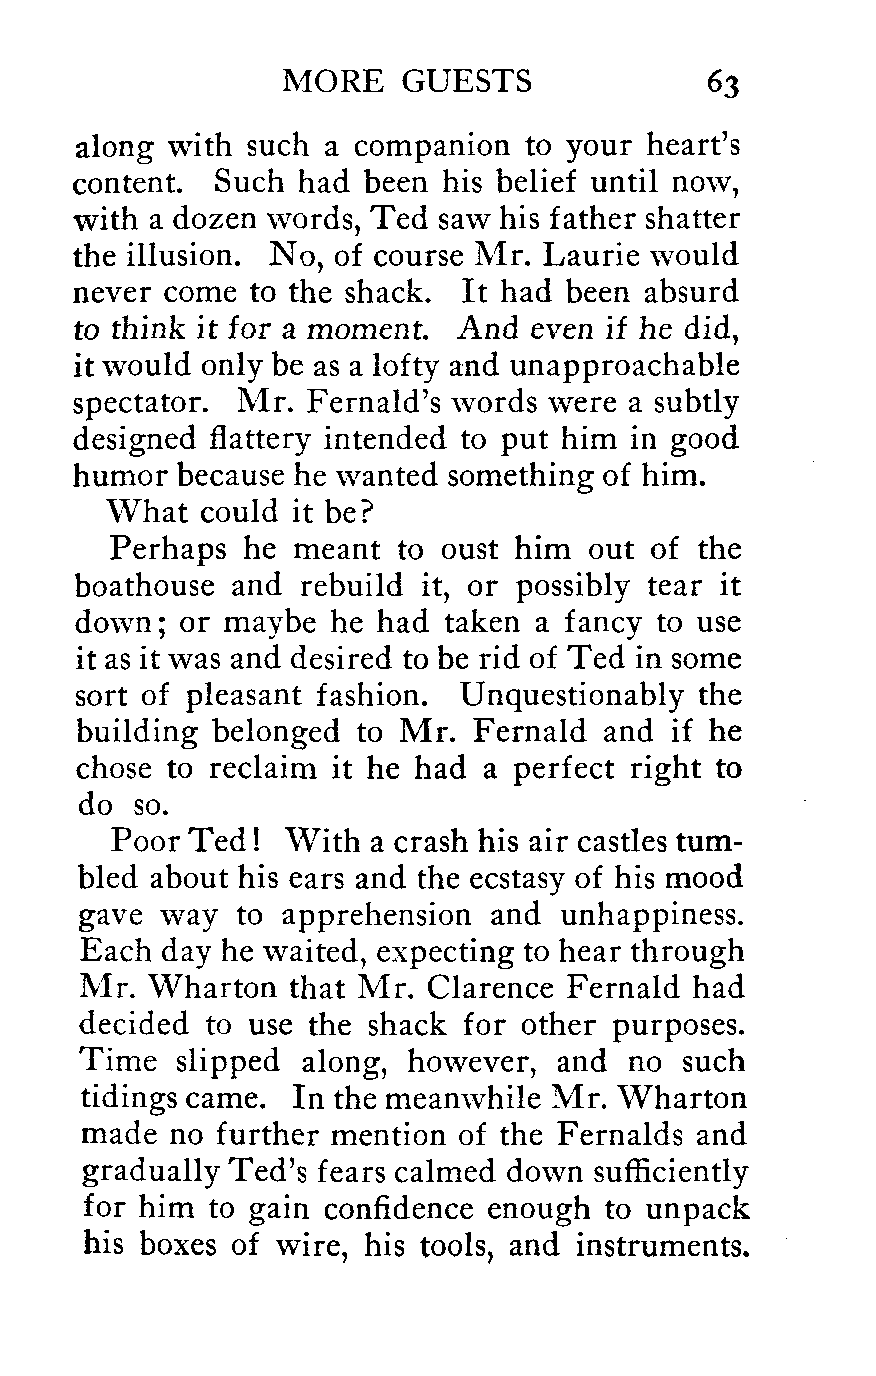 MORE GUESTS 63
along with such a companion to your heart's
content. Such had been his belief until now,
with a dozen words, Ted saw his father shatter
the illusion. No, of course Mr. Laurie would
never come to the shack. It had been absurd
to think it for a moment. And even if he did,
it would only be as a lofty and unapproachable
spectator. Mr. Fernald's words were a subtly
designed flattery intended to put him in good
humor because he wanted something of him.
What could it be?
Perhaps he meant to oust him out of the
boathouse and rebuild it, or possibly tear it
down; or maybe he had taken a fancy to use
it as it was and desired to be rid of Ted in some
sort of pleasant fashion. Unquestionably the
building belonged to Mr. Fernald and if he
chose to reclaim it he had a perfect right to
do so.
Poor Ted! With a crash his air castles tum-
bled about his ears and the ecstasy of his mood
gave way to apprehension and unhappiness.
Each day he waited, expecting to hear through
Mr. Wharton that Mr. Clarence Fernald had
decided to use the shack for other purposes.
Time slipped along, however, and no such
tidings came. In the meanwhile Mr. Wharton
made no further mention of the Fernalds and
gradually Ted's fears calmed down sufficiently
for him to gain confidence enough to unpack
his boxes of wire, his tools, and instruments.